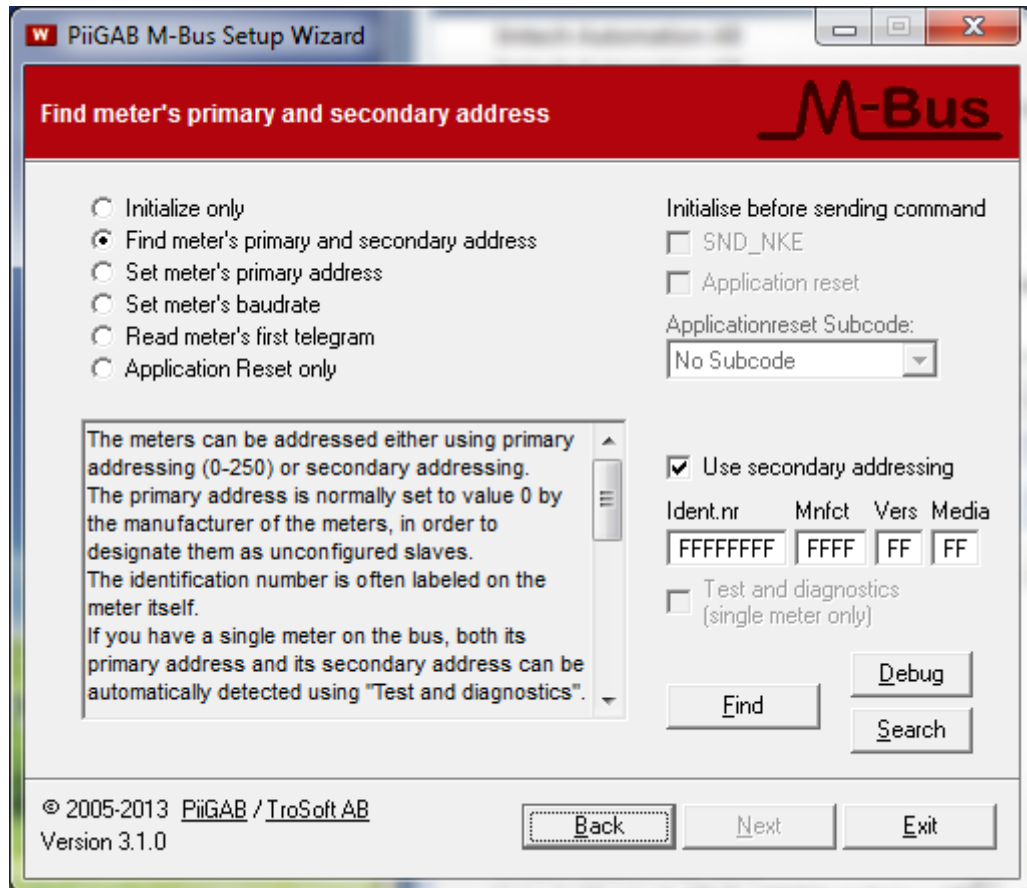 W PiiGAB M-Bus Setup Wizard
Find meter's primary and secondary address
M-Bus
Initialize only
Find meter's primary and secondary address
Set meter's primary address
Set meter's baudrate
Read meter's first telegram
Application Reset only
Initialise before sending command
SND_NKE
Application reset
Applicationreset Subcode:
No Subcode
The meters can be addressed either using primary
addressing (0-250) or secondary addressing.
The primary address is normally set to value 0 by
the manufacturer of the meters, in order to
designate them as unconfigured slaves.
The identification number is often labeled on the
meter itself.
If you have a single meter on the bus, both its
primary address and its secondary address can be
automatically detected using "Test and diagnostics".
Use secondary addressing
Ident.nr Mnfct Vers Media
FFFFFFFF FFFF FF FF
Test and diagnostics
(single meter only)
Find
Debug
Search
© 2005-2013 PiiGAB / TroSoft AB
Version 3.1.0
Back Next Exit